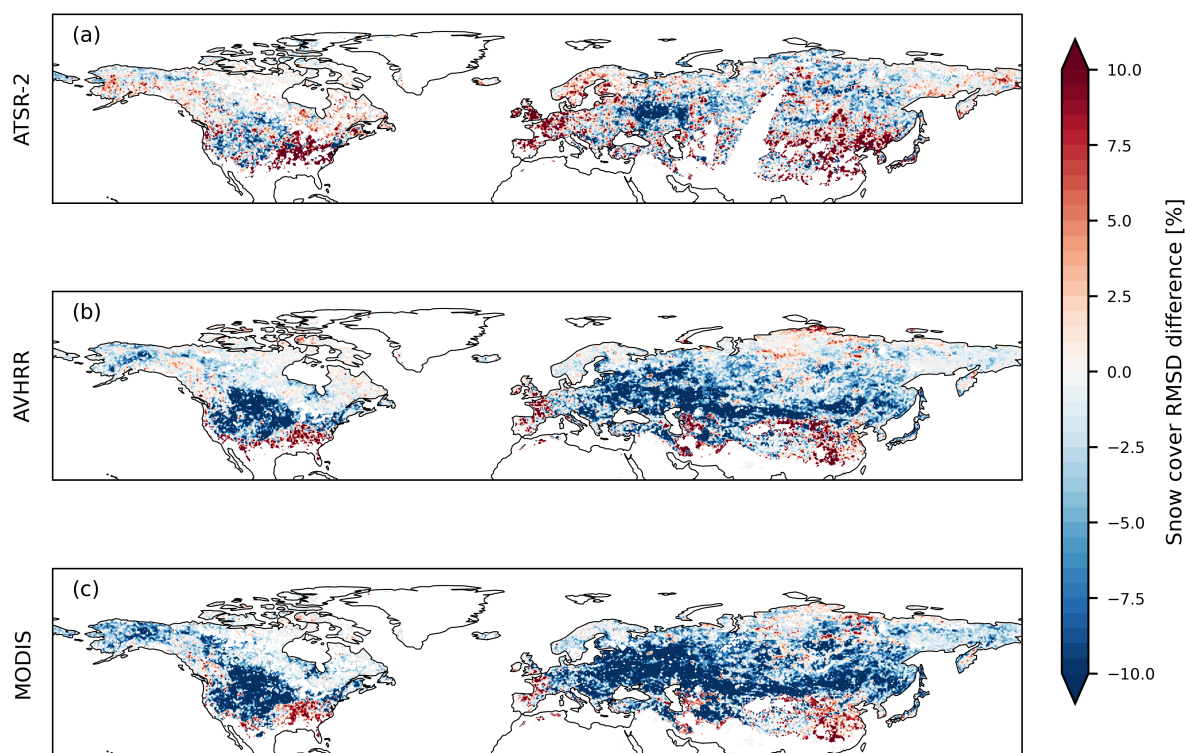 (a)
ATSR-2
(b)
AVHRR
(c)
MODIS
10.0
7.5
5.0
2.5
0.0
−2.5
−5.0
−7.5
−10.0
Snow cover RMSD difference [%]